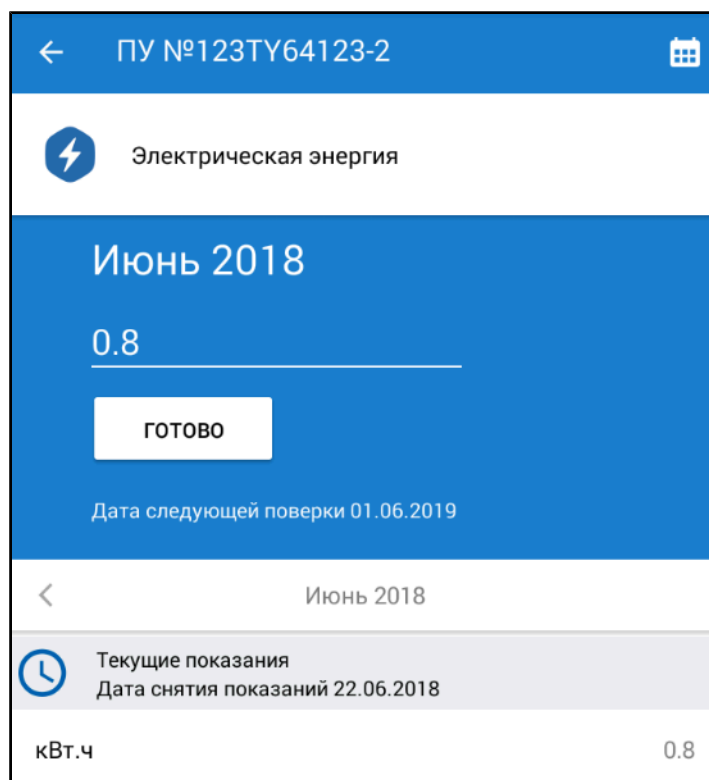 ПУ №123TY64123-2
Электрическая энергия
Июнь 2018
0.8
ГОТОВО
Дата следующей поверки 01.06.2019
Июнь 2018
Текущие показания
Дата снятия показаний 22.06.2018
кВт.ч 0.8